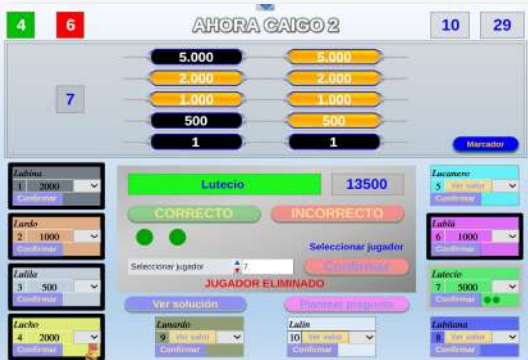 4
6
AHORA CAIGO 2
10
29
5.000
5.000
2.000
2.000
7
1.000
1.000
500
500
1
1
Marcador
Lubina
1 2000
Confirmar
Lurdo
2 1000
Confirmar
Lulila
3 500
Confirmar
Lucho
4 2000
Confirmar
Lutecio
13500
CORRECTO
INCORRECTO
Seleccionar jugador
Seleccionar jugador
7
Confirmar
JUGADOR ELIMINADO
Ver solución
Plantear pregunta
Lucanero
5 Ver valor
Confirmar
Lublú
6 1000
Confirmar
Lutecio
7 5000
Confirmar
Lunardo
9 Ver valor
Confirmar
Lulin
10 Ver valor
Confirmar
Lubiluna
8 Ver valor
Confirmar